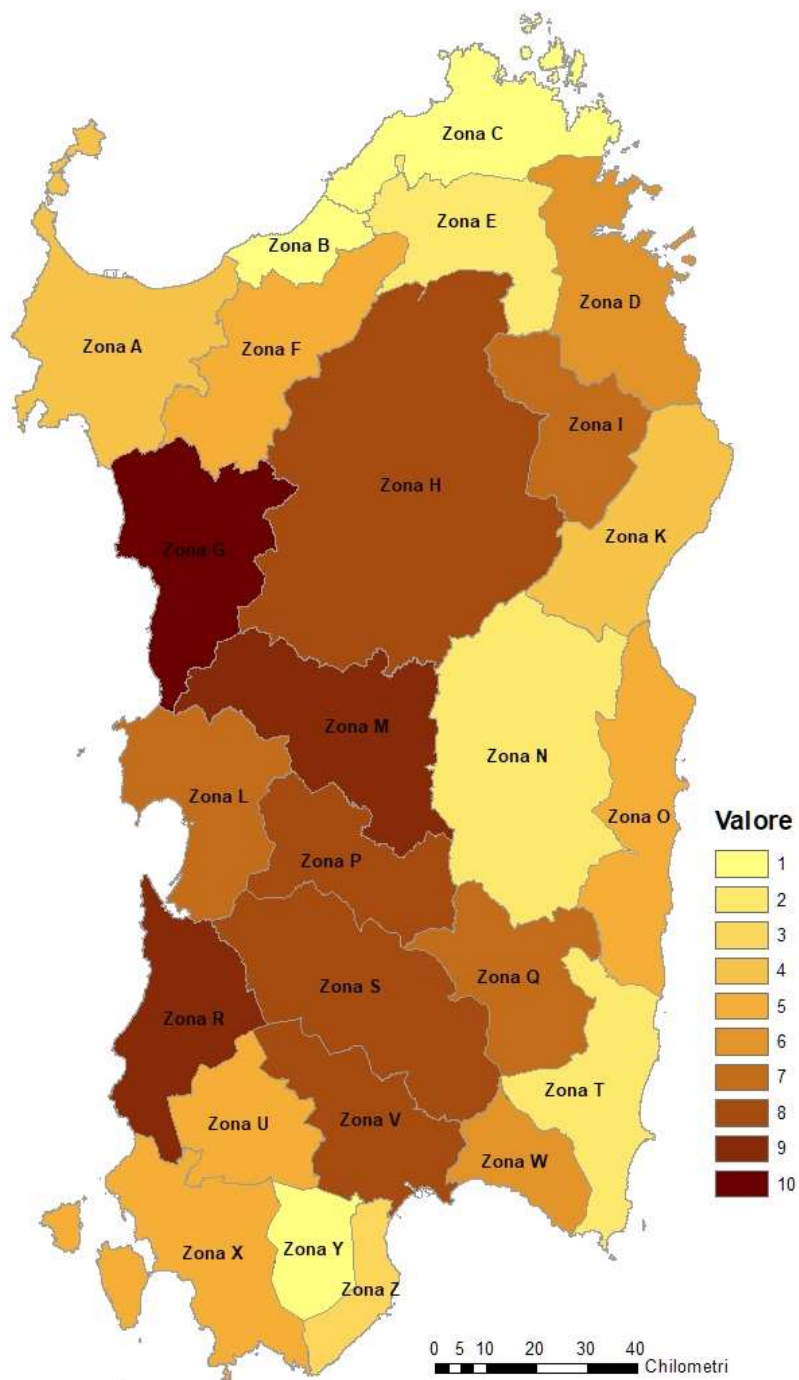 Zona C
Zona E
Zona B
Zona D
Zona A
Zona F
Zona I
Zona H
Zona K
Zona G
Zona M
Zona N
Zona L
Zona O
Zona P
Zona Q
Zona S
Zona R
Zona T
Zona U
Zona V
Zona W
Zona X
Zona Y
Zona Z
Valore
1
2
3
4
5
6
7
8
9
10
0 5 10 20 30 40
Chilometri